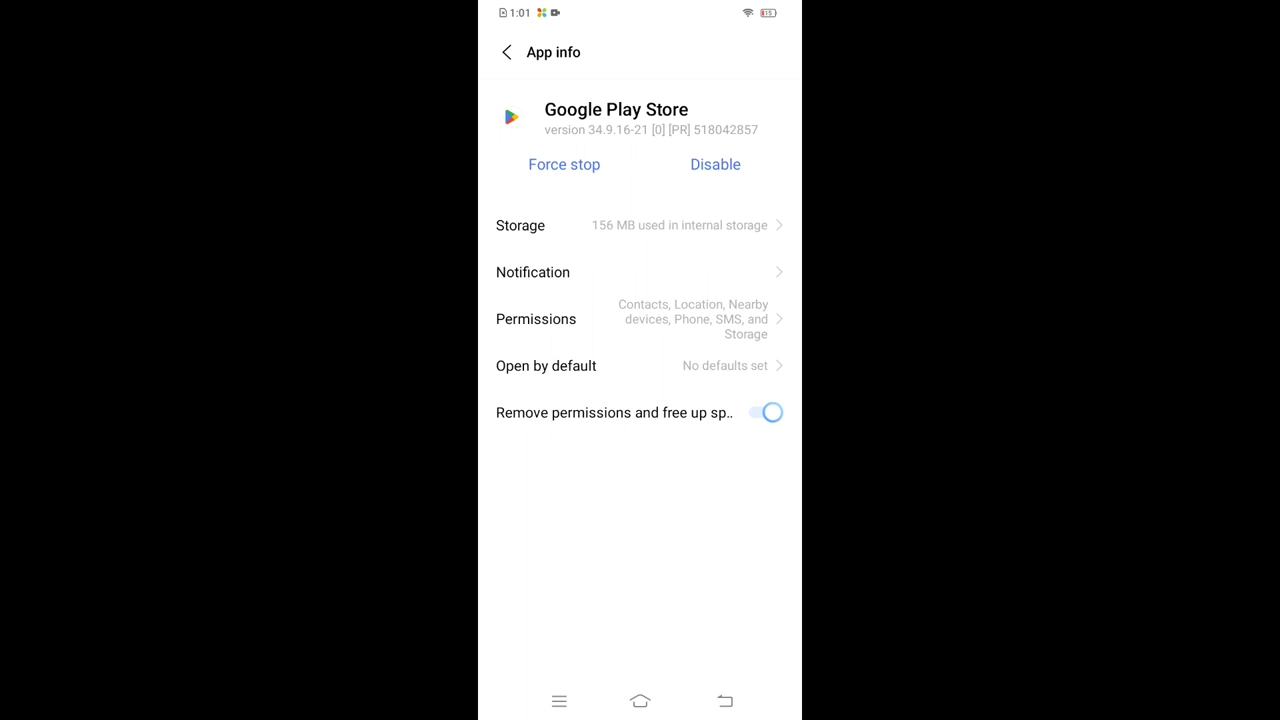 1:01
15
App info
Google Play Store
version 34.9.16-21 [0] [PR] 518042857
Force stop
Disable
Storage
156 MB used in internal storage
Notification
Permissions
Contacts, Location, Nearby
devices, Phone, SMS, and
Storage
Open by default
No defaults set
Remove permissions and free up sp..